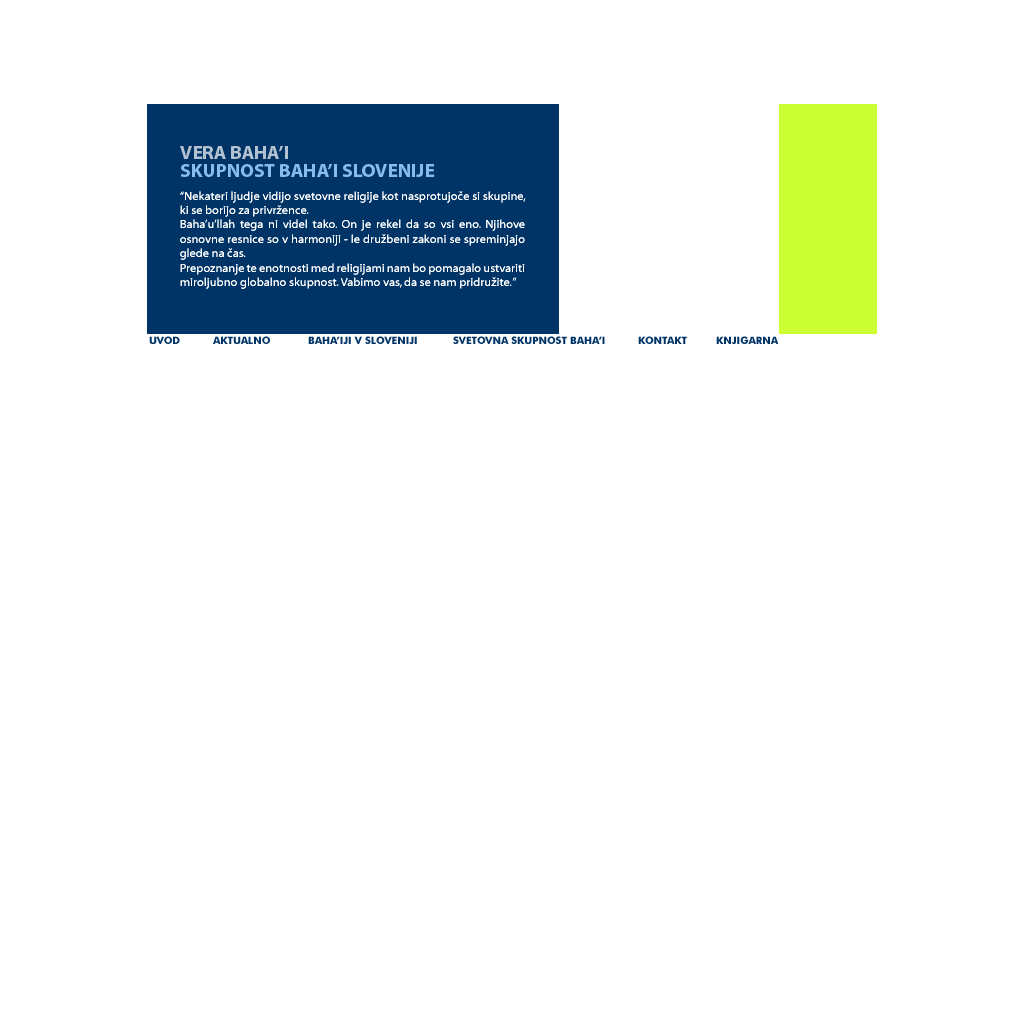 VERA BAHA’I
SKUPNOST BAHA’I SLOVENIJE
“Nekateri ljudje vidijo svetovne religije kot nasprotujoče si skupine,
ki se borijo za privržence.
Baha’u’llah tega ni videl tako. On je rekel da so vsi eno. Njihove
osnovne resnice so v harmoniji - le družbeni zakoni se spreminjajo
glede na čas.
Prepoznanje te enotnosti med religijami nam bo pomagalo ustvariti
miroljubno globalno skupnost. Vabimo vas, da se nam pridružite.”
UVOD AKTUALNO BAHA’IJI V SLOVENIJI SVETOVNA SKUPNOST BAHA’I KONTAKT KNJIGARNA